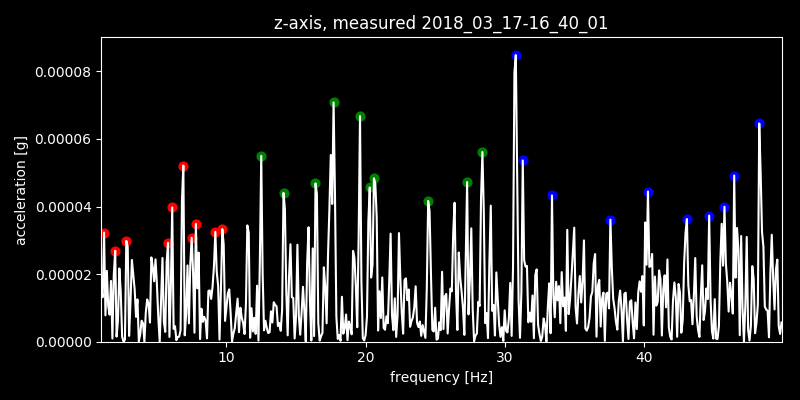 z-axis, measured 2018_03_17-16_40_01
0.00008
0.00006
0.00004
0.00002
0.00000
acceleration [g]
10 20 30 40
frequency [Hz]